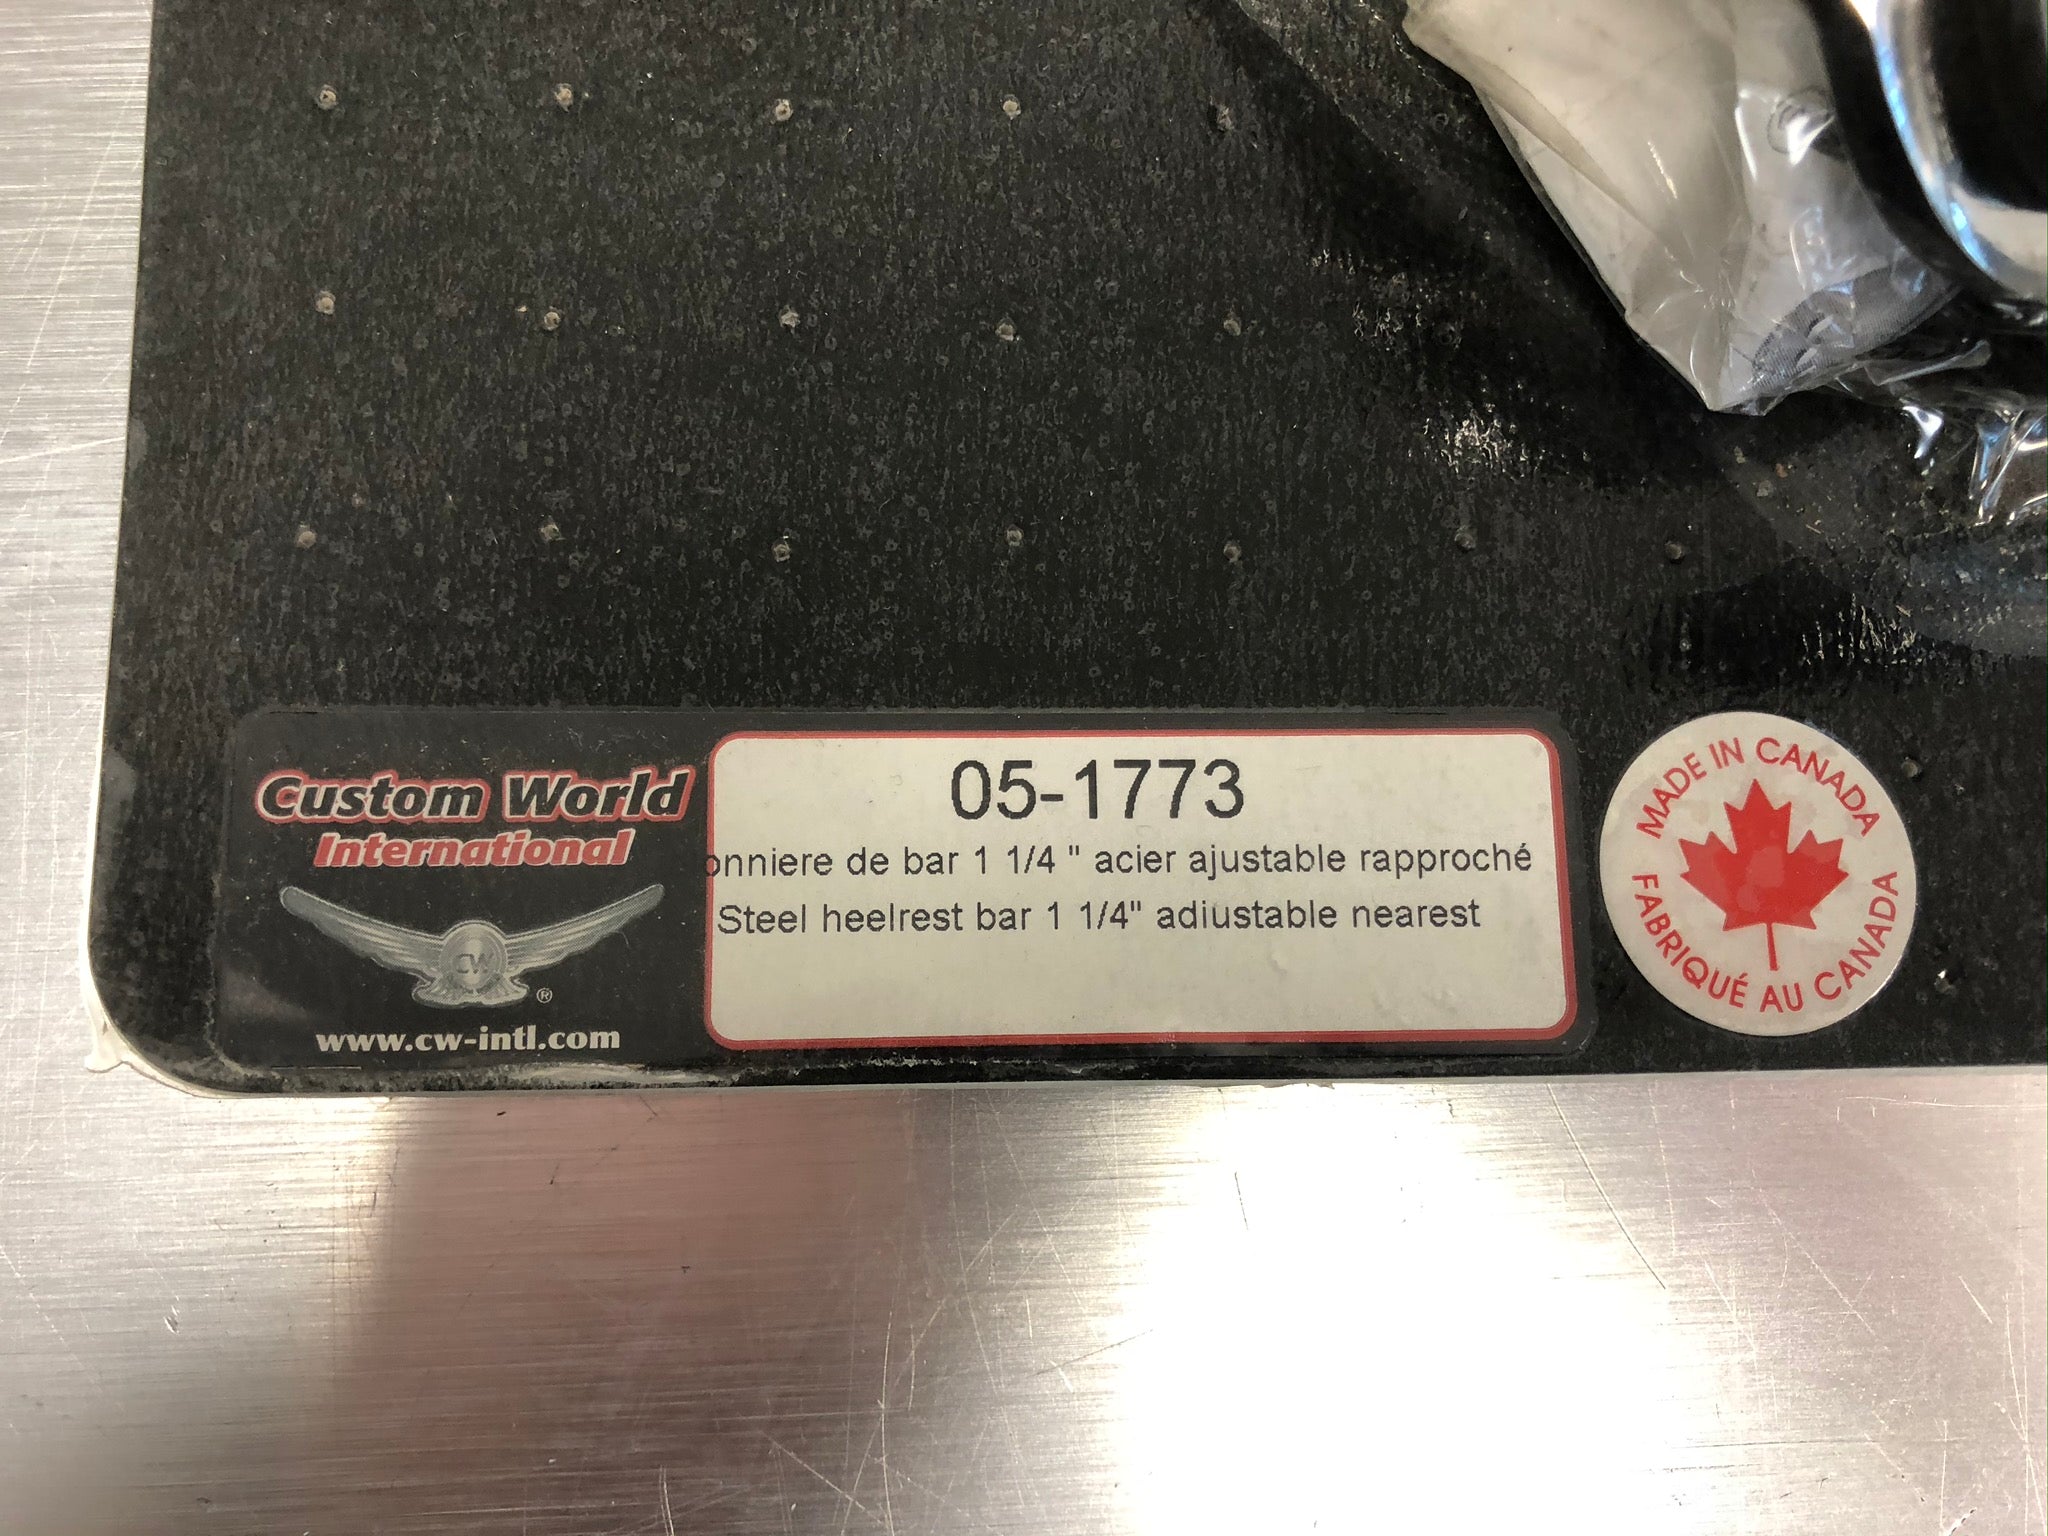 Custom World
International
CW
®
www.cw-intl.com
05-1773
onniere de bar 1 1/4 " acier ajustable rapproché
Steel heelrest bar 1 1/4" adiustable nearest
MADE IN CANADA
FABRIQUÉ AU CANADA